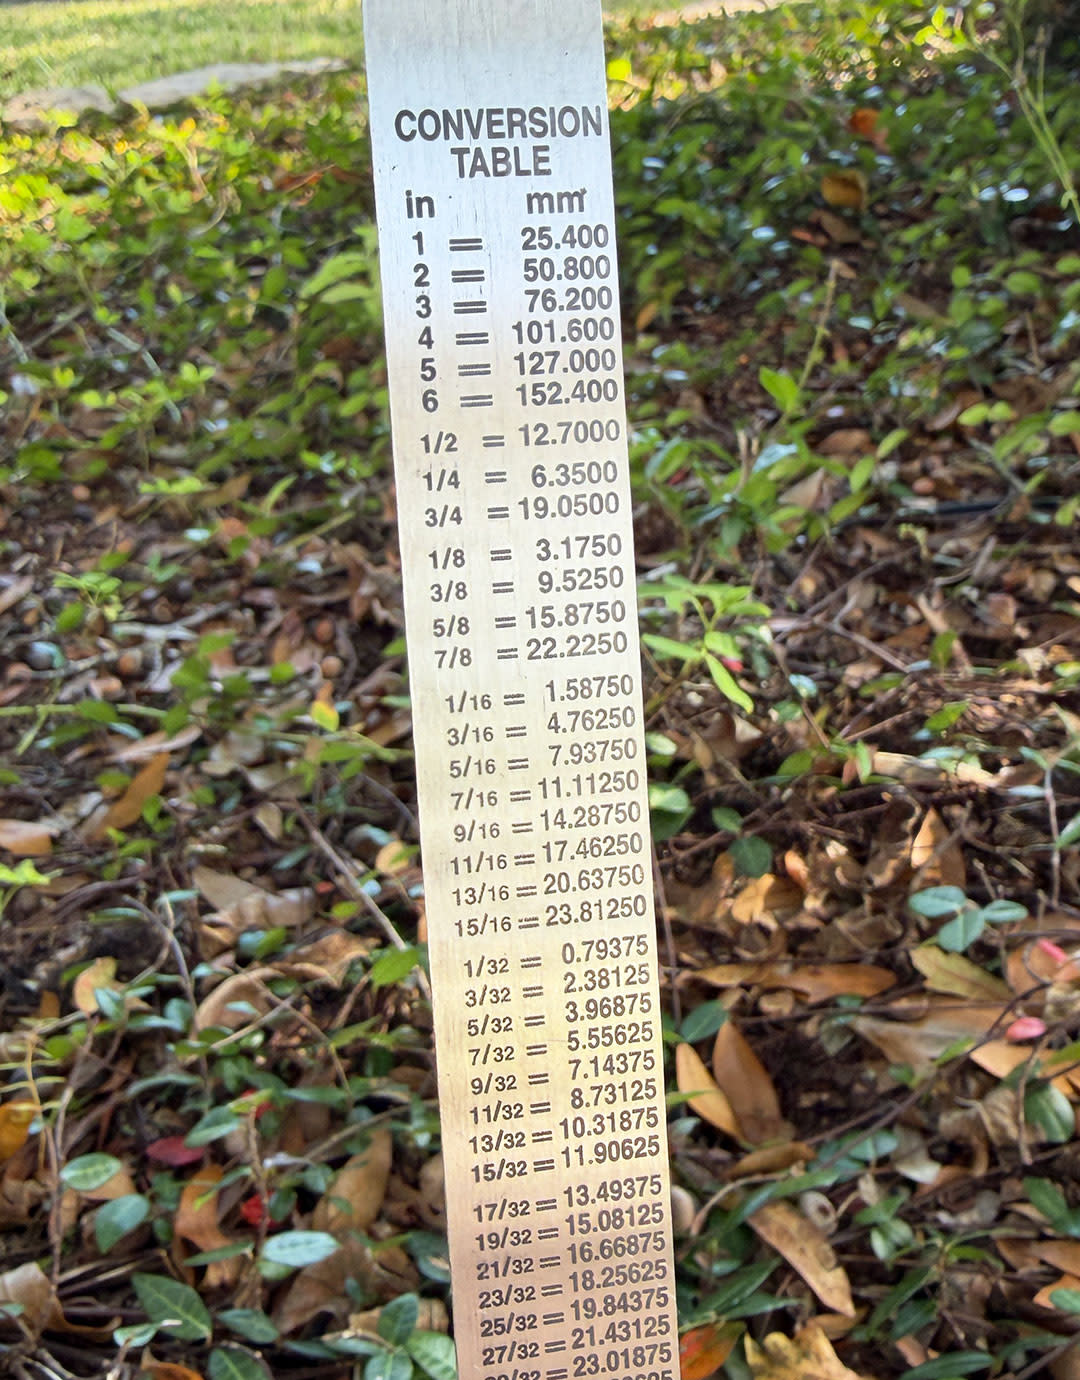 CONVERSION
TABLE
in mm
1 = 25.400
2 = 50.800
3 = 76.200
4 = 101.600
5 = 127.000
6 = 152.400
1/2 = 12.7000
1/4 = 6.3500
3/4 = 19.0500
1/8 = 3.1750
3/8 = 9.5250
5/8 = 15.8750
7/8 = 22.2250
1/16 = 1.58750
3/16 = 4.76250
5/16 = 7.93750
7/16 = 11.11250
9/16 = 14.28750
11/16 = 17.46250
13/16 = 20.63750
15/16 = 23.81250
1/32 = 0.79375
3/32 = 2.38125
5/32 = 3.96875
7/32 = 5.55625
9/32 = 7.14375
11/32 = 8.73125
13/32 = 10.31875
15/32 = 11.90625
17/32 = 13.49375
19/32 = 15.08125
21/32 = 16.66875
23/32 = 18.25625
25/32 = 19.84375
27/32 = 21.43125
= 23.01875